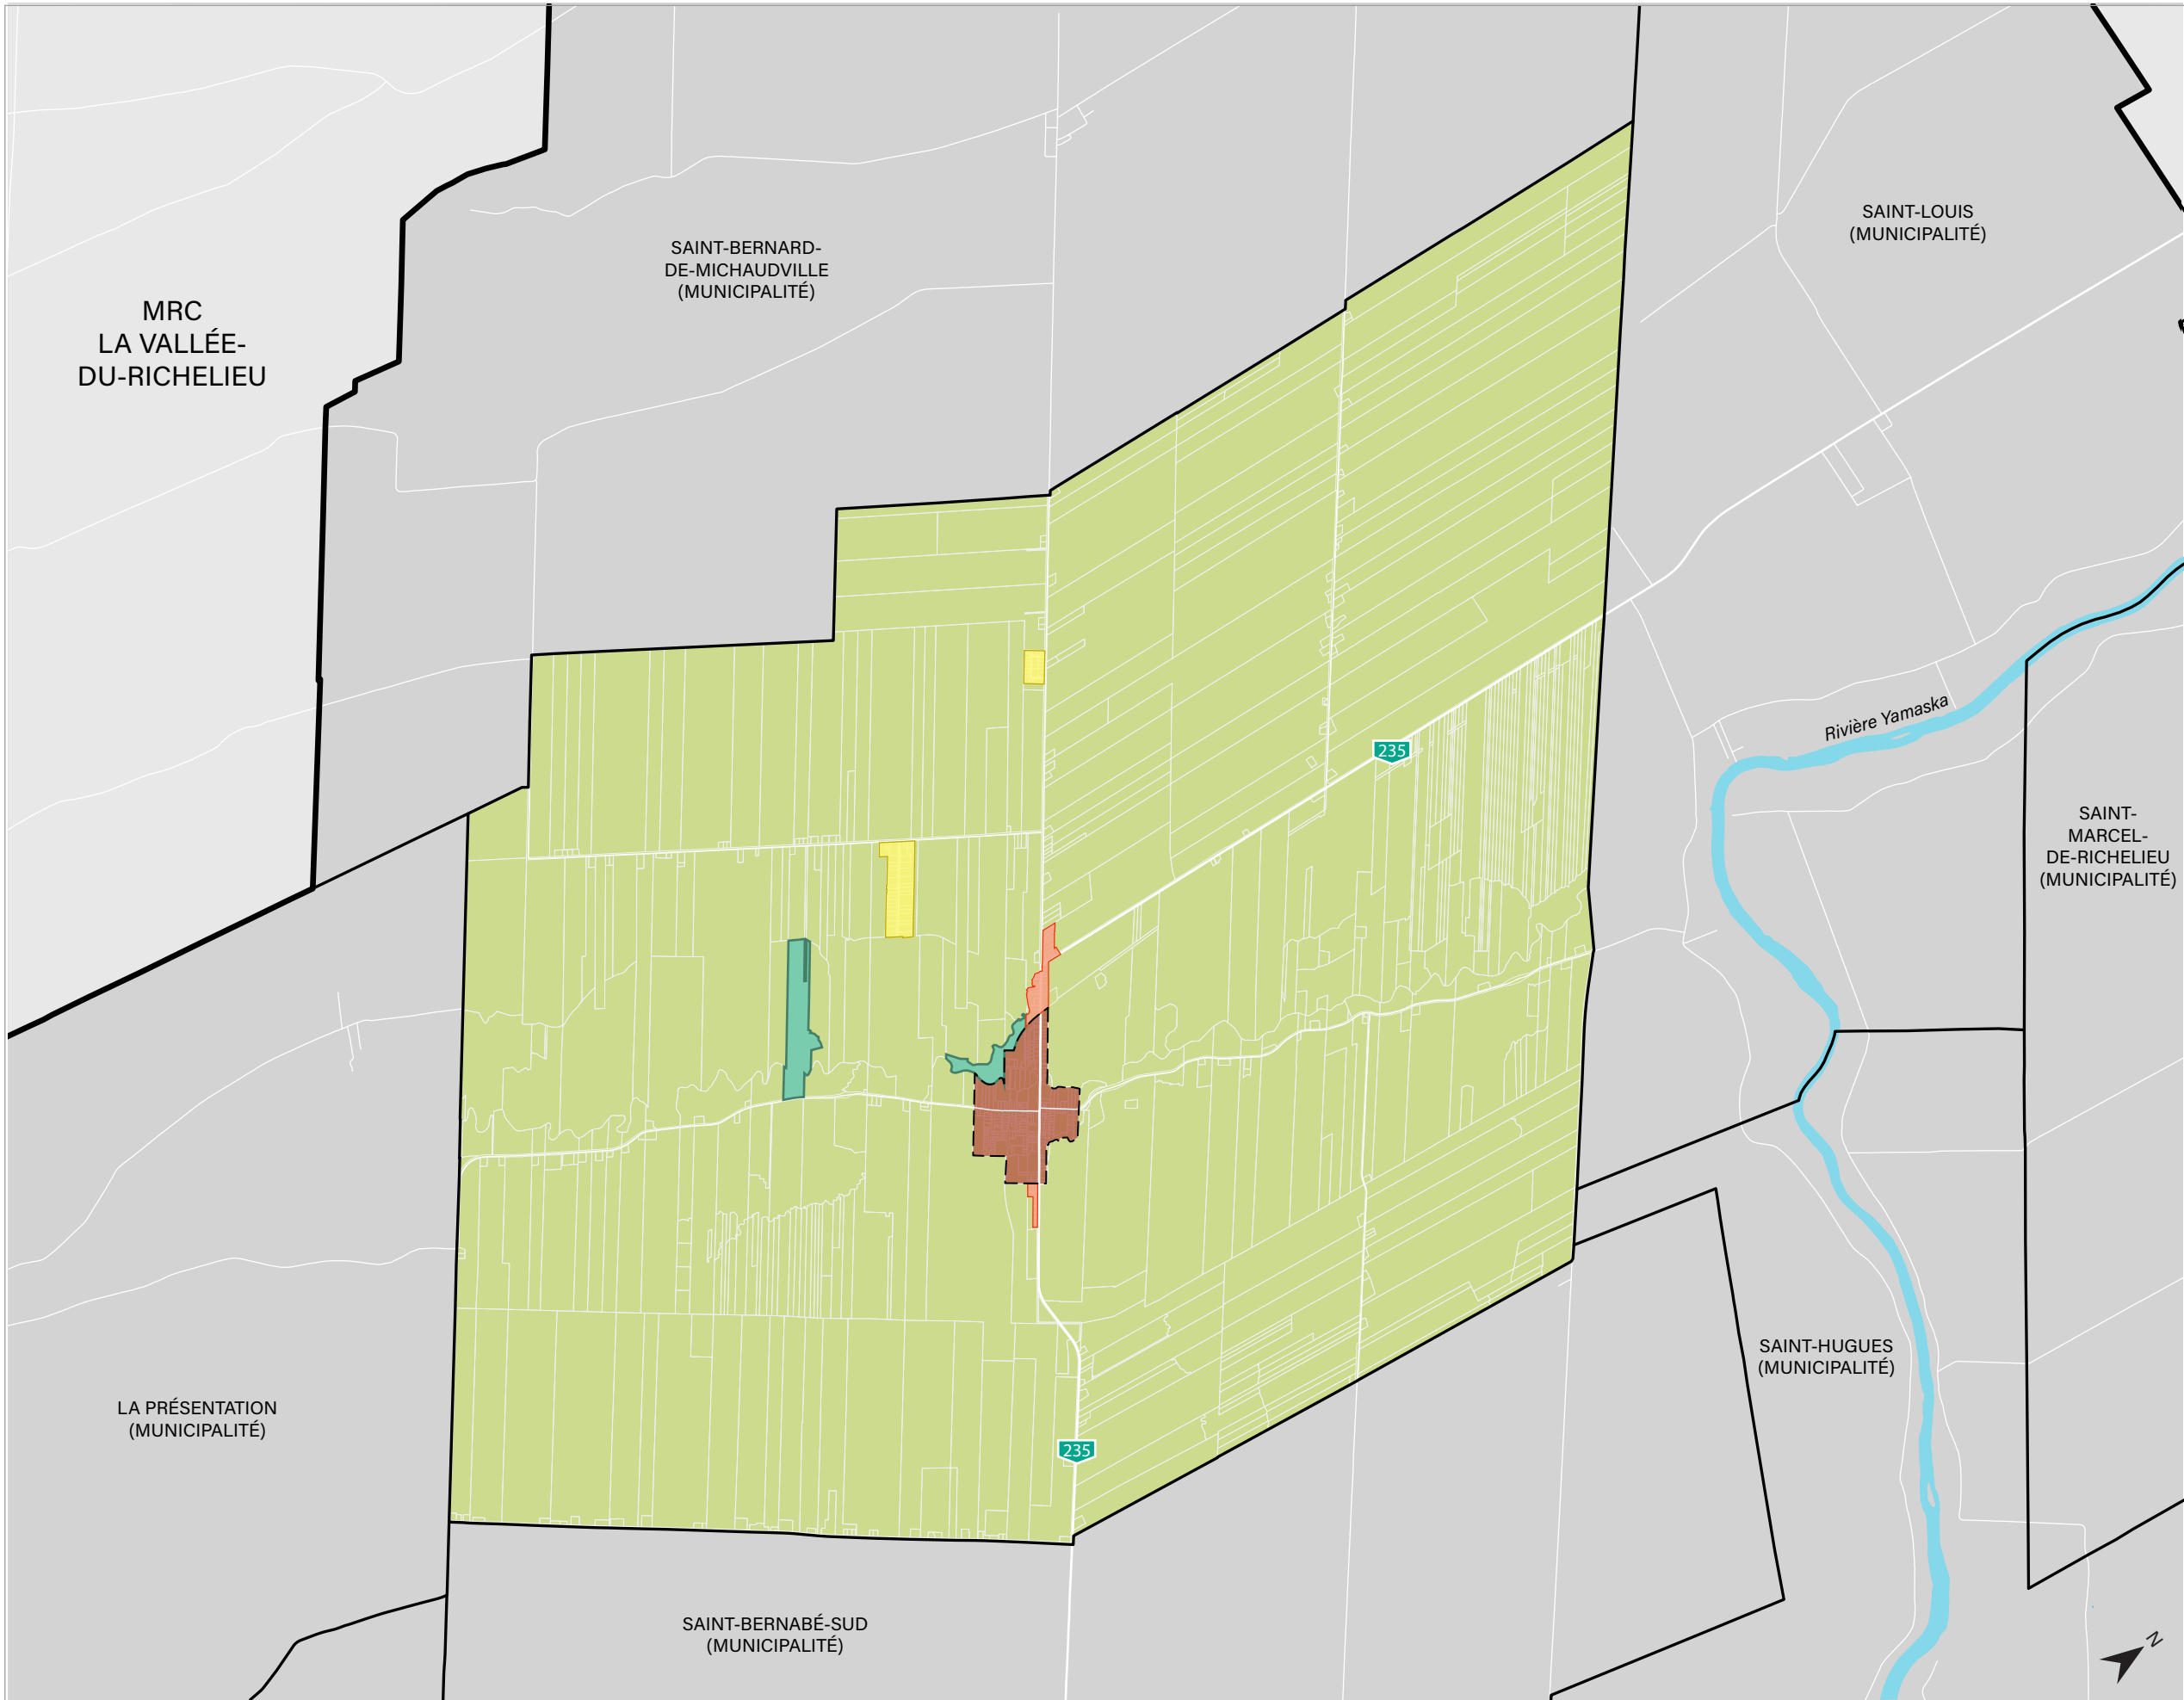 SAINT-LOUIS
(MUNICIPALITÉ)
SAINT-BERNARD-
DE-MICHAUDVILLE
(MUNICIPALITÉ)
MRC
LA VALLÉE-
DU-RICHELIEU
Rivière Yamaska
235
SAINT-
MARCEL-
DE-RICHELIEU
(MUNICIPALITÉ)
SAINT-HUGUES
(MUNICIPALITÉ)
LA PRÉSENTATION
(MUNICIPALITÉ)
235
SAINT-BERNABÉ-SUD
(MUNICIPALITÉ)
N